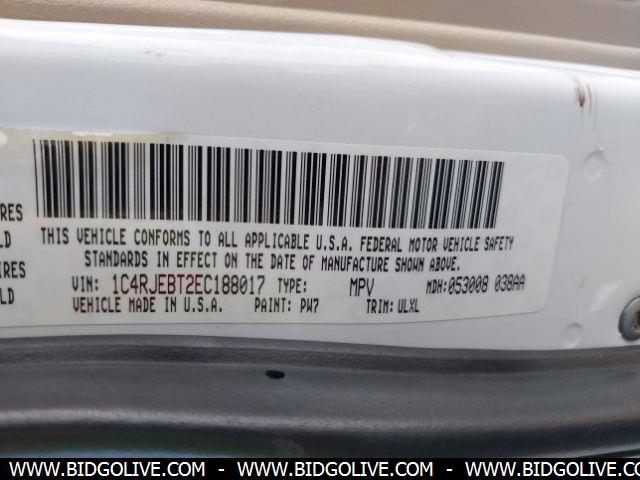 RES
LD
IRES
OLD
THIS VEHICLE CONFORMS TO ALL APPLICABLE U.S.A. FEDERAL MOTOR VEHICLE SAFETY
STANDARDS IN EFFECT ON THE DATE OF MANUFACTURE SHOWN ABOVE.
VIN: 1C4RJEBT2EC188017 TYPE: MPV MDH:053008 038AA
VEHICLE MADE IN U.S.A. PAINT: PW7 TRIM:ULXL
WWW.BIDGOLIVE.COM - WWW.BIDGOLIVE.COM - WWW.BIDGOLIVE.COM